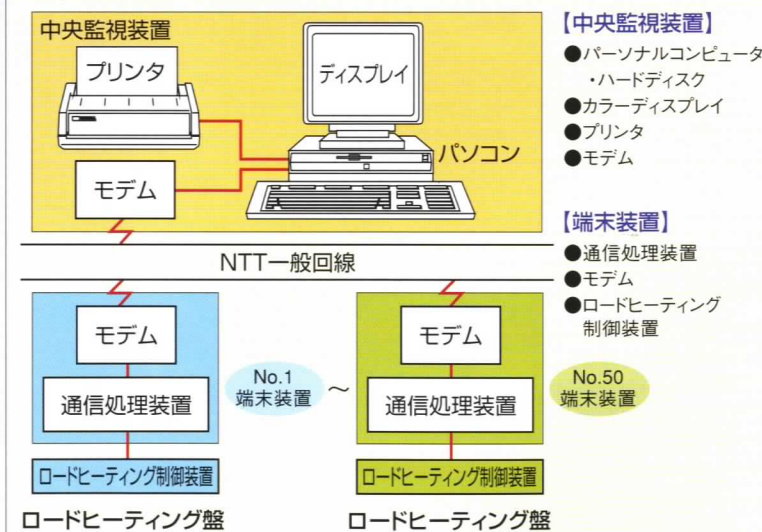 中央監視装置
プリンタ
ディスプレイ
パソコン
モデム
NTT一般回線
モデム
通信処理装置
ロードヒーティング制御装置
ロードヒーティング盤
No.1
端末装置
～
モデム
通信処理装置
ロードヒーティング制御装置
ロードヒーティング盤
No.50
端末装置
【中央監視装置】
●パーソナルコンピュータ
・ハードディスク
●カラーディスプレイ
●プリンタ
●モデム
【端末装置】
●通信処理装置
●モデム
●ロードヒーティング
制御装置